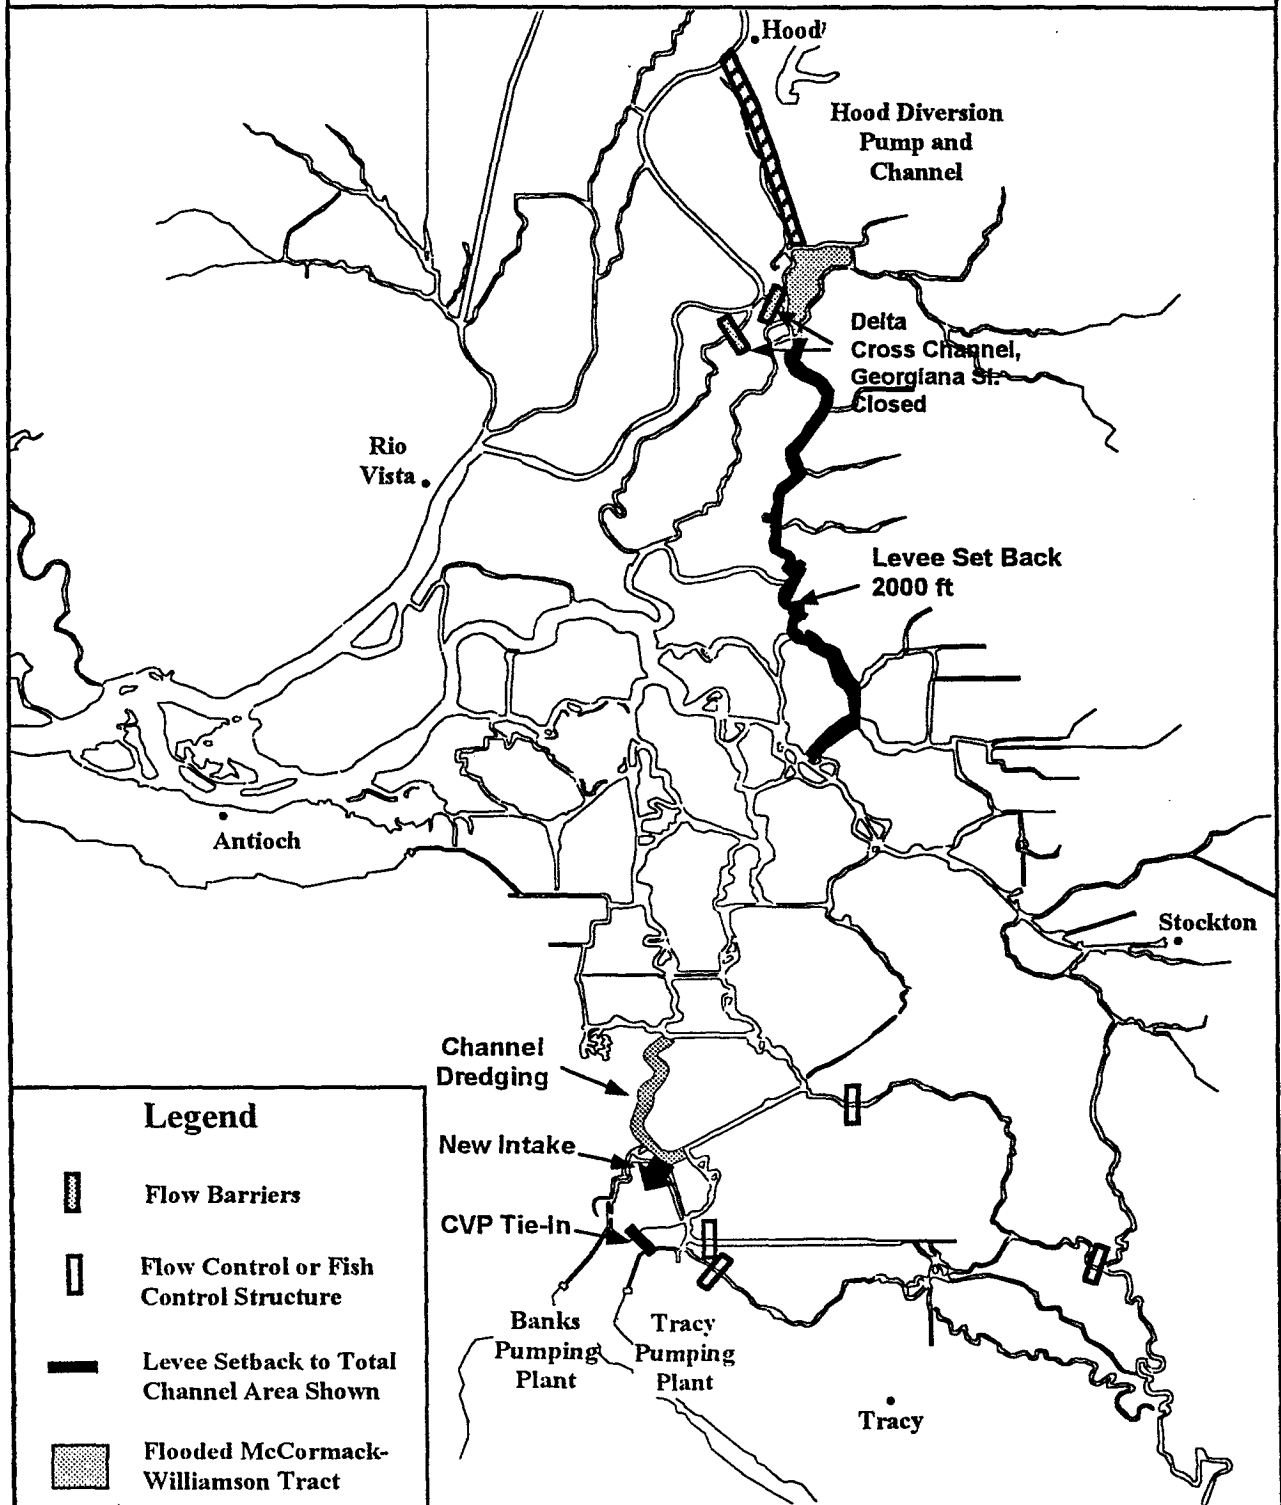 Hood
Hood Diversion
Pump and
Channel
Delta
Cross Channel,
Georgiana Sl.
Closed
Rio
Vista
Levee Set Back
2000 ft
Antioch
Stockton
Channel
Dredging
New Intake
CVP Tie-In
Banks
Pumping
Plant
Tracy
Pumping
Plant
Tracy
Legend
Flow Barriers
Flow Control or Fish
Control Structure
Levee Setback to Total
Channel Area Shown
Flooded McCormack-
Williamson Tract